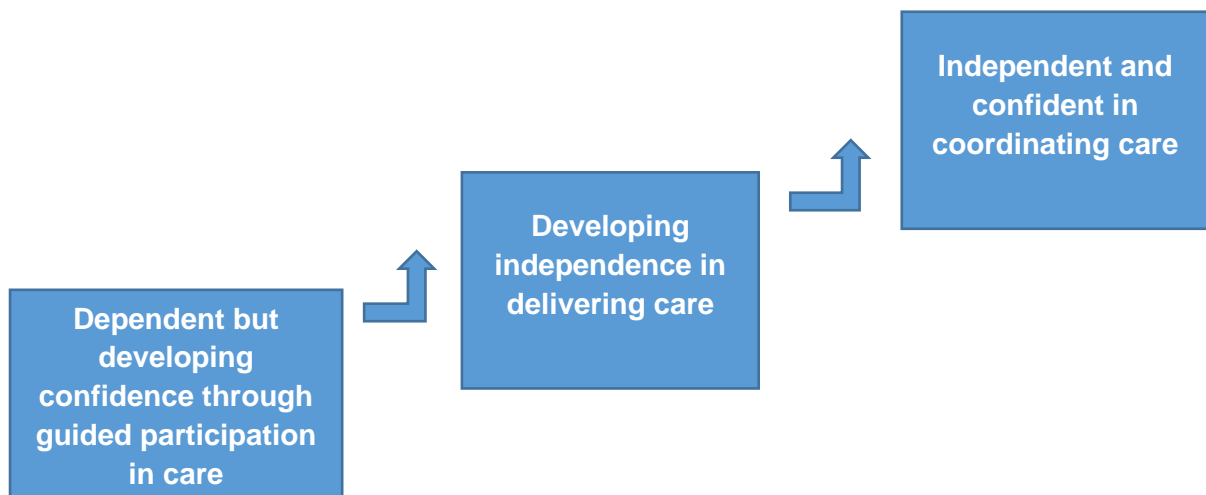 Dependent but
developing
confidence through
guided participation
in care
Developing
independence in
delivering care
Independent and
confident in
coordinating care